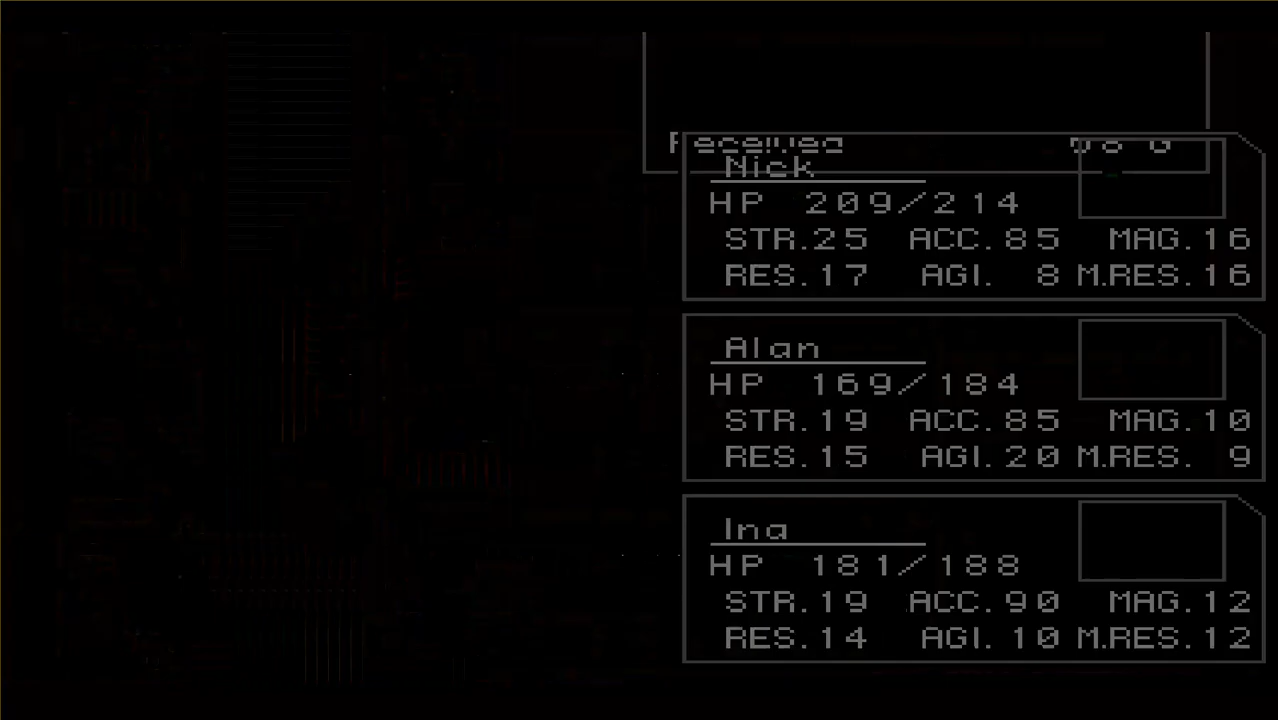 Received G
Nick
HP 209/214
STR.25 ACC.85 MAG.16
RES.17 AGI. 8 M.RES.16
Alan
HP 169/184
STR.19 ACC.85 MAG.10
RES.15 AGI.20 M.RES. 9
Ina
HP 181/188
STR.19 ACC.90 MAG.12
RES.14 AGI.10 M.RES.12